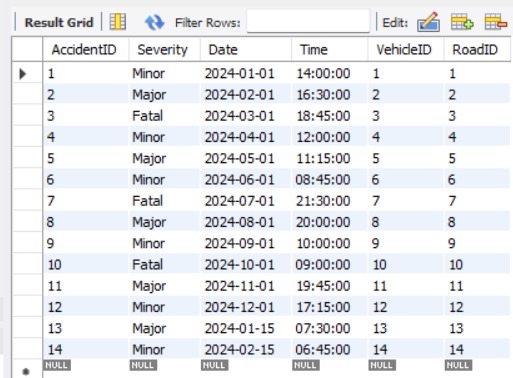 Result Grid Filter Rows: Edit:
AccidentID Severity Date Time VehicleID RoadID
1 Minor 2024-01-01 14:00:00 1 1
2 Major 2024-02-01 16:30:00 2 2
3 Fatal 2024-03-01 18:45:00 3 3
4 Minor 2024-04-01 12:00:00 4 4
5 Major 2024-05-01 11:15:00 5 5
6 Minor 2024-06-01 08:45:00 6 6
7 Fatal 2024-07-01 21:30:00 7 7
8 Major 2024-08-01 20:00:00 8 8
9 Minor 2024-09-01 10:00:00 9 9
10 Fatal 2024-10-01 09:00:00 10 10
11 Major 2024-11-01 19:45:00 11 11
12 Minor 2024-12-01 17:15:00 12 12
13 Major 2024-01-15 07:30:00 13 13
14 Minor 2024-02-15 06:45:00 14 14
NULL NULL NULL NULL NULL NULL